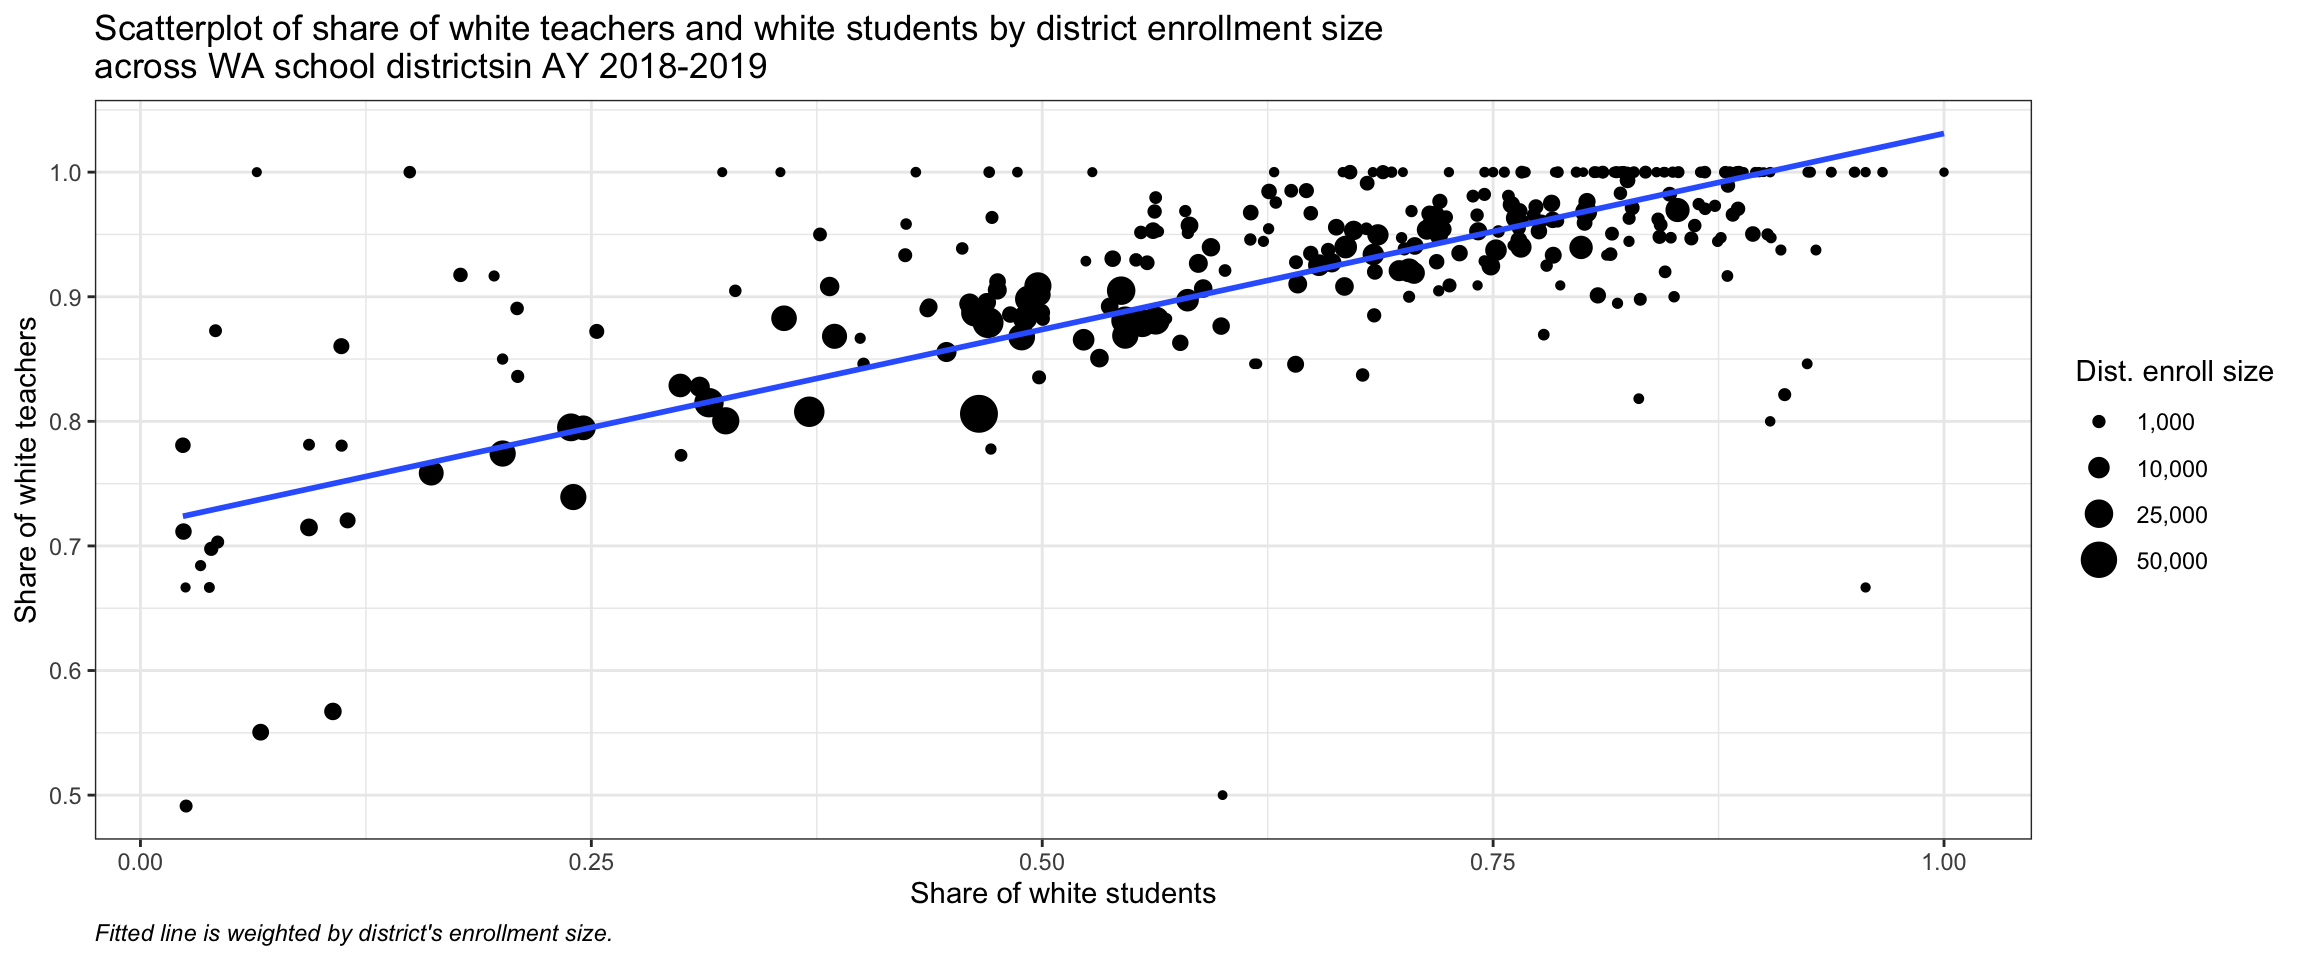 Scatterplot of share of white teachers and white students by district enrollment size
across WA school districtsin AY 2018-2019
Share of white teachers
1.0
0.9
0.8
0.7
0.6
0.5
0.00 0.25 0.50 0.75 1.00
Share of white students
Dist. enroll size
1,000
10,000
25,000
50,000
Fitted line is weighted by district's enrollment size.